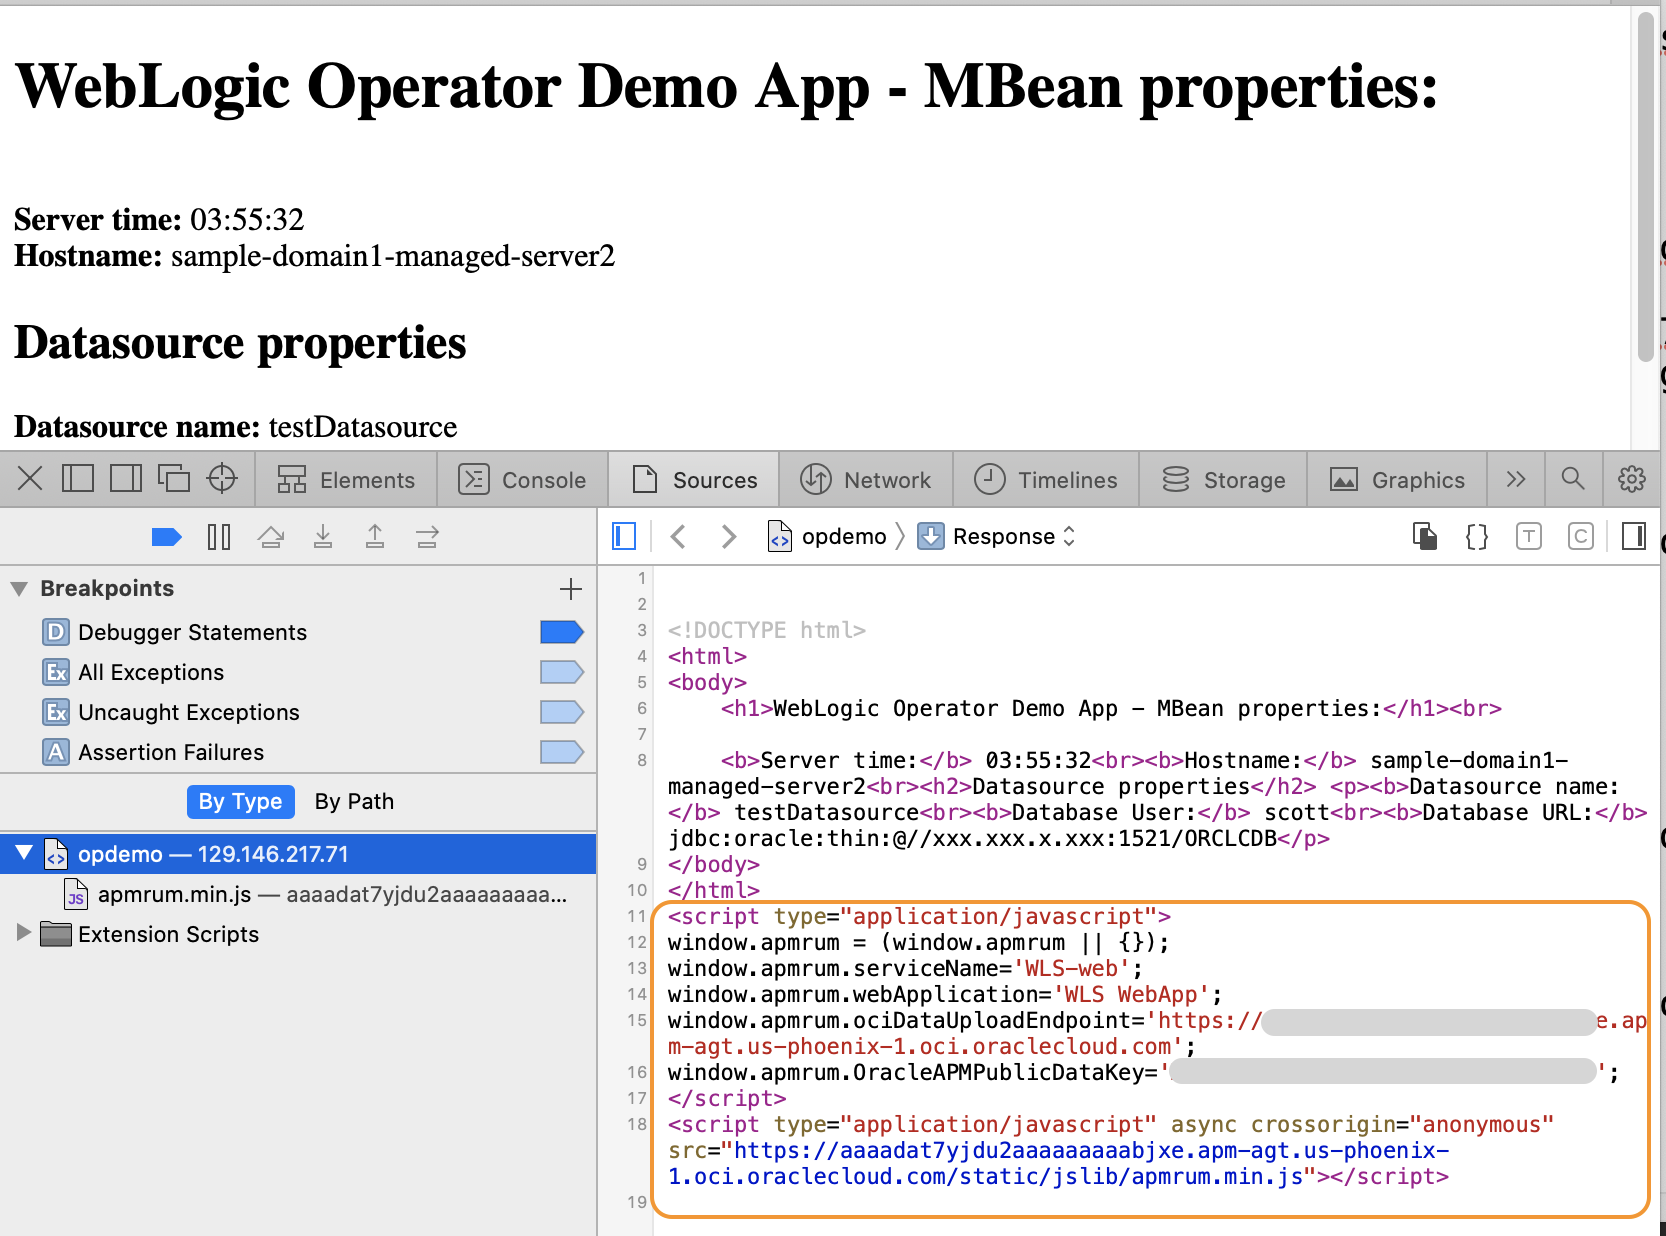 WebLogic Operator Demo App - MBean properties:
Server time: 03:55:32
Hostname: sample-domain1-managed-server2
Datasource properties
Datasource name: testDatasource
Elements
Console
Sources
Network
Timelines
Storage
Graphics
opdemo
Response
{}
T
C
Breakpoints
D Debugger Statements
Ex All Exceptions
Ex Uncaught Exceptions
A Assertion Failures
By Type
By Path
opdemo — 129.146.217.71
JS apmrum.min.js — aaaadat7yjdu2aaaaaaaaa...
Extension Scripts
1
2
3 <!DOCTYPE html>
4 <html>
5 <body>
6 <h1>WebLogic Operator Demo App - MBean properties:</h1><br>
7
8 <b>Server time:</b> 03:55:32<br><b>Hostname:</b> sample-domain1-
managed-server2<br><h2>Datasource properties</h2> <p><b>Datasource name:
</b> testDatasource<br><b>Database User:</b> scott<br><b>Database URL:</b>
jdbc:oracle:thin:@//xxx.xxx.x.xxx:1521/ORCLCDB</p>
9 </body>
10 </html>
11 <script type="application/javascript">
12 window.apmrum = (window.apmrum || {});
13 window.apmrum.serviceName='WLS-web';
14 window.apmrum.webApplication='WLS WebApp';
15 window.apmrum.ociDataUploadEndpoint='https:// e.ap
m-agt.us-phoenix-1.oci.oraclecloud.com';
16 window.apmrum.OracleAPMPublicDataKey=' ';
17 </script>
18 <script type="application/javascript" async crossorigin="anonymous"
src="https://aaaadat7yjdu2aaaaaaaaabjxe.apm-agt.us-phoenix-
1.oci.oraclecloud.com/static/jslib/apmrum.min.js"></script>
19